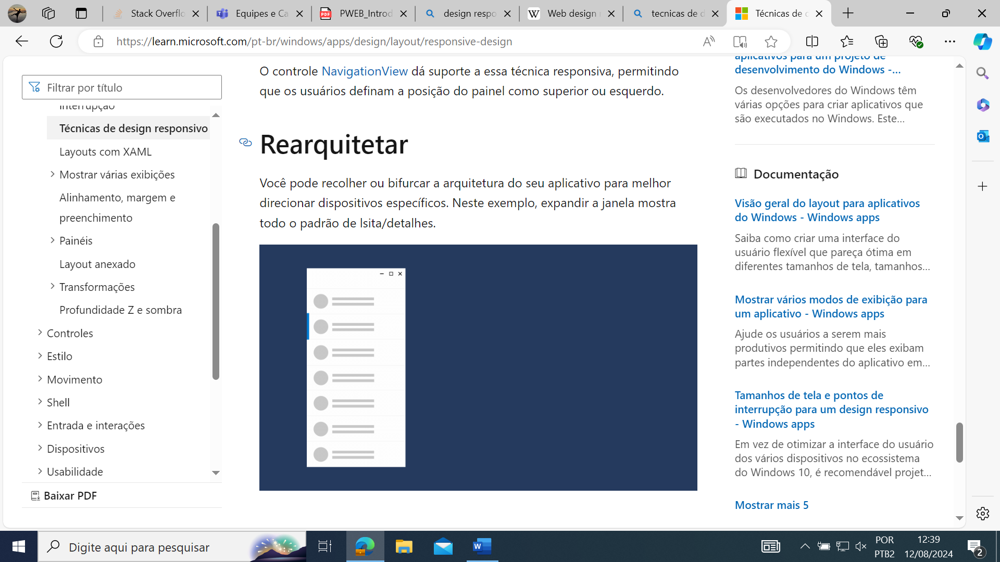 Stack Overflo
Equipes e Ca
PWEB_Introd
design respo
Web design r
tecnicas de d
Técnicas de c
https://learn.microsoft.com/pt-br/windows/apps/design/layout/responsive-design
Filtrar por título
interrupção
Técnicas de design responsivo
Layouts com XAML
Mostrar várias exibições
Alinhamento, margem e
preenchimento
Painéis
Layout anexado
Transformações
Profundidade Z e sombra
Controles
Estilo
Movimento
Shell
Entrada e interações
Dispositivos
Usabilidade
Baixar PDF
O controle NavigationView dá suporte a essa técnica responsiva, permitindo
que os usuários definam a posição do painel como superior ou esquerdo.
Rearquitetar
Você pode recolher ou bifurcar a arquitetura do seu aplicativo para melhor
direcionar dispositivos específicos. Neste exemplo, expandir a janela mostra
todo o padrão de lsita/detalhes.
aplicativos para um projeto de
desenvolvimento do Windows -...
Os desenvolvedores do Windows têm
várias opções para criar aplicativos que
são executados no Windows. Este...
Documentação
Visão geral do layout para aplicativos
do Windows - Windows apps
Saiba como criar uma interface do
usuário flexível que pareça ótima em
diferentes tamanhos de tela, tamanhos...
Mostrar vários modos de exibição para
um aplicativo - Windows apps
Ajude os usuários a serem mais
produtivos permitindo que eles exibam
partes independentes do aplicativo em...
Tamanhos de tela e pontos de
interrupção para um design responsivo
- Windows apps
Em vez de otimizar a interface do usuário
dos vários dispositivos no ecossistema
do Windows 10, é recomendável projet...
Mostrar mais 5
Digite aqui para pesquisar
POR
PTB2
12:39
12/08/2024
2